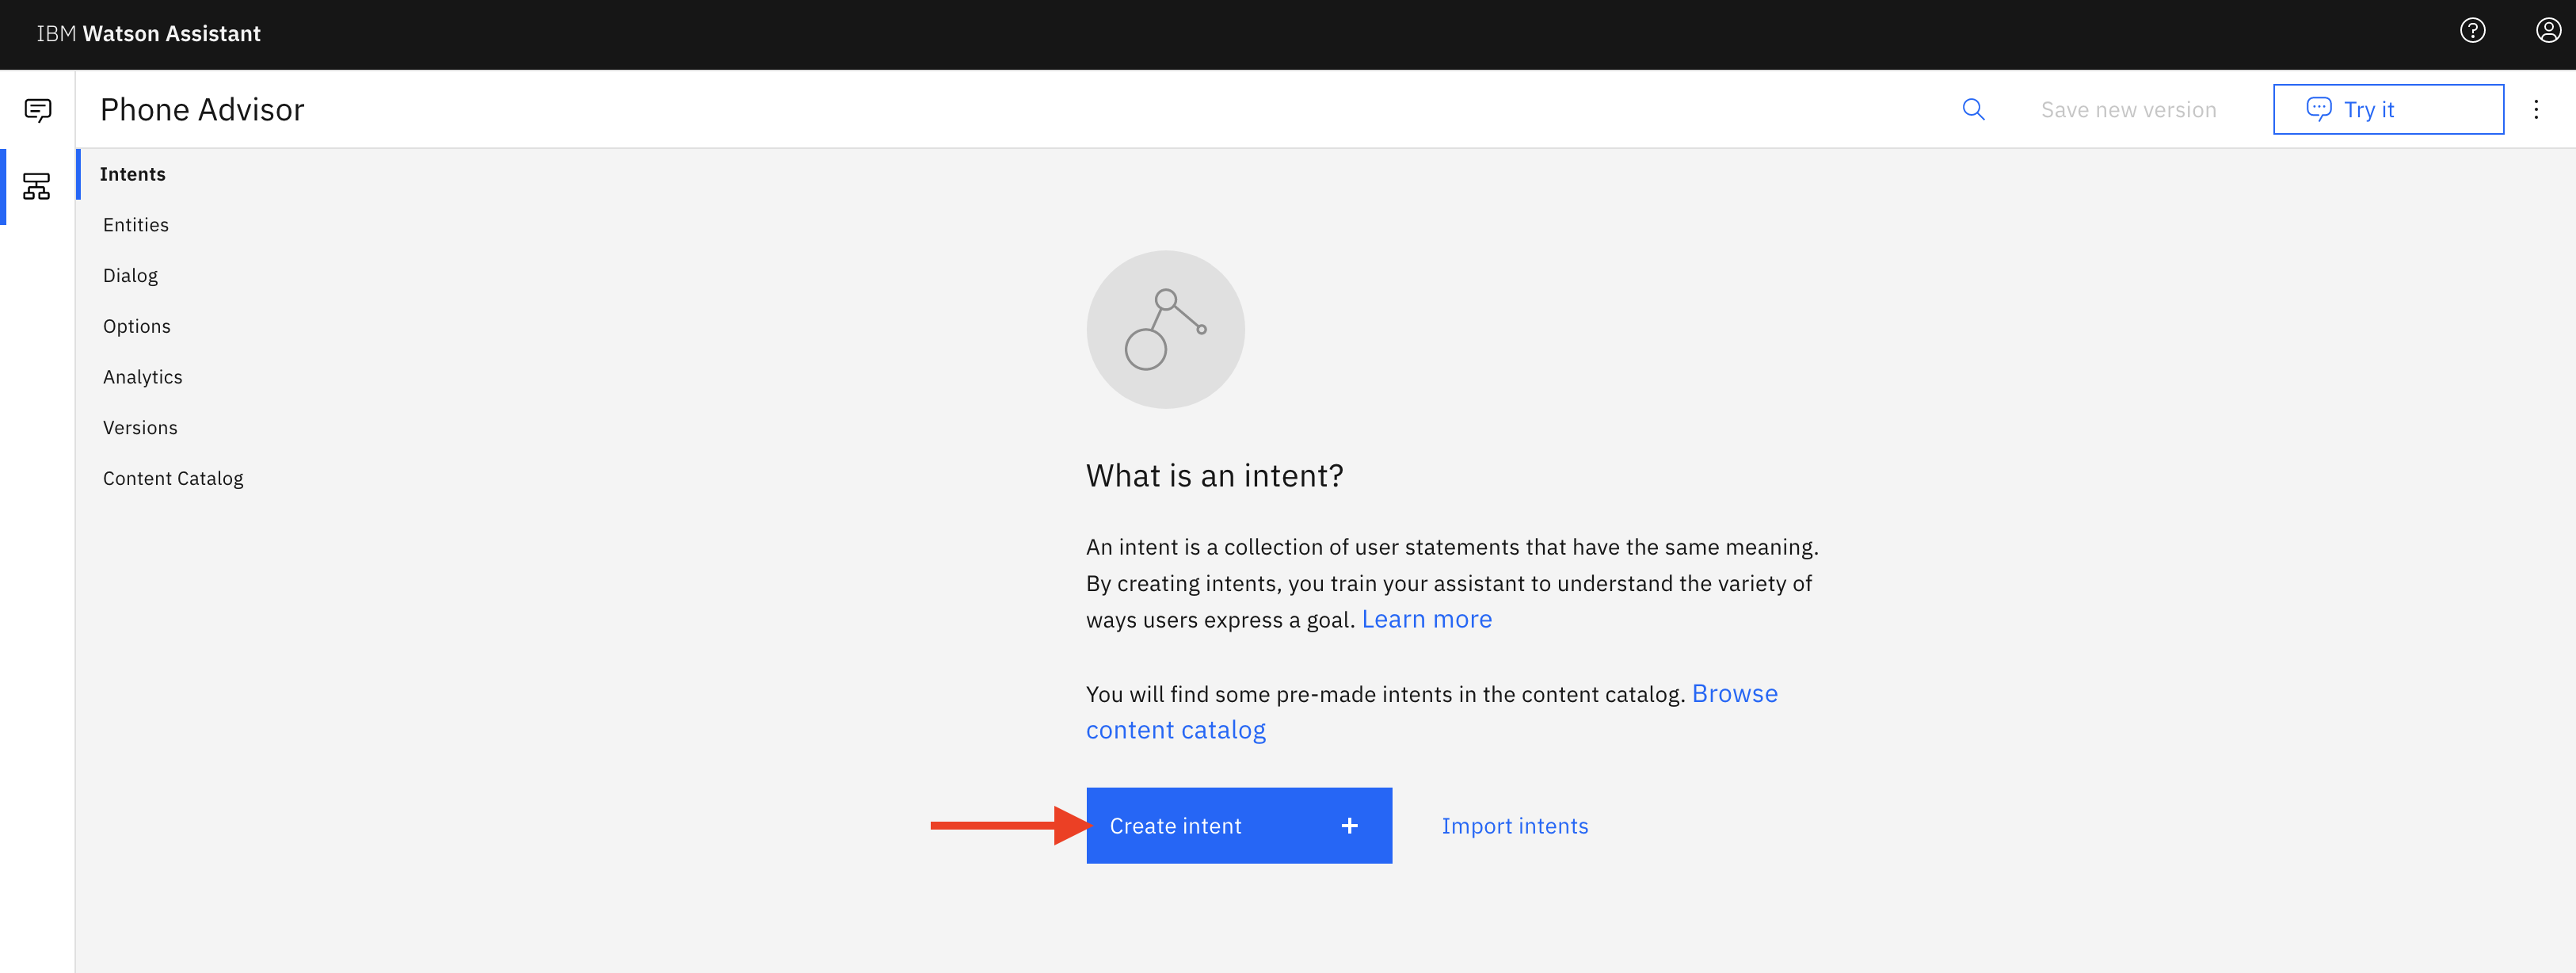 IBM Watson Assistant
Phone Advisor
Save new version
Try it
Intents
Entities
Dialog
Options
Analytics
Versions
Content Catalog
What is an intent?
An intent is a collection of user statements that have the same meaning.
By creating intents, you train your assistant to understand the variety of
ways users express a goal. Learn more
You will find some pre-made intents in the content catalog. Browse
content catalog
Create intent +
Import intents